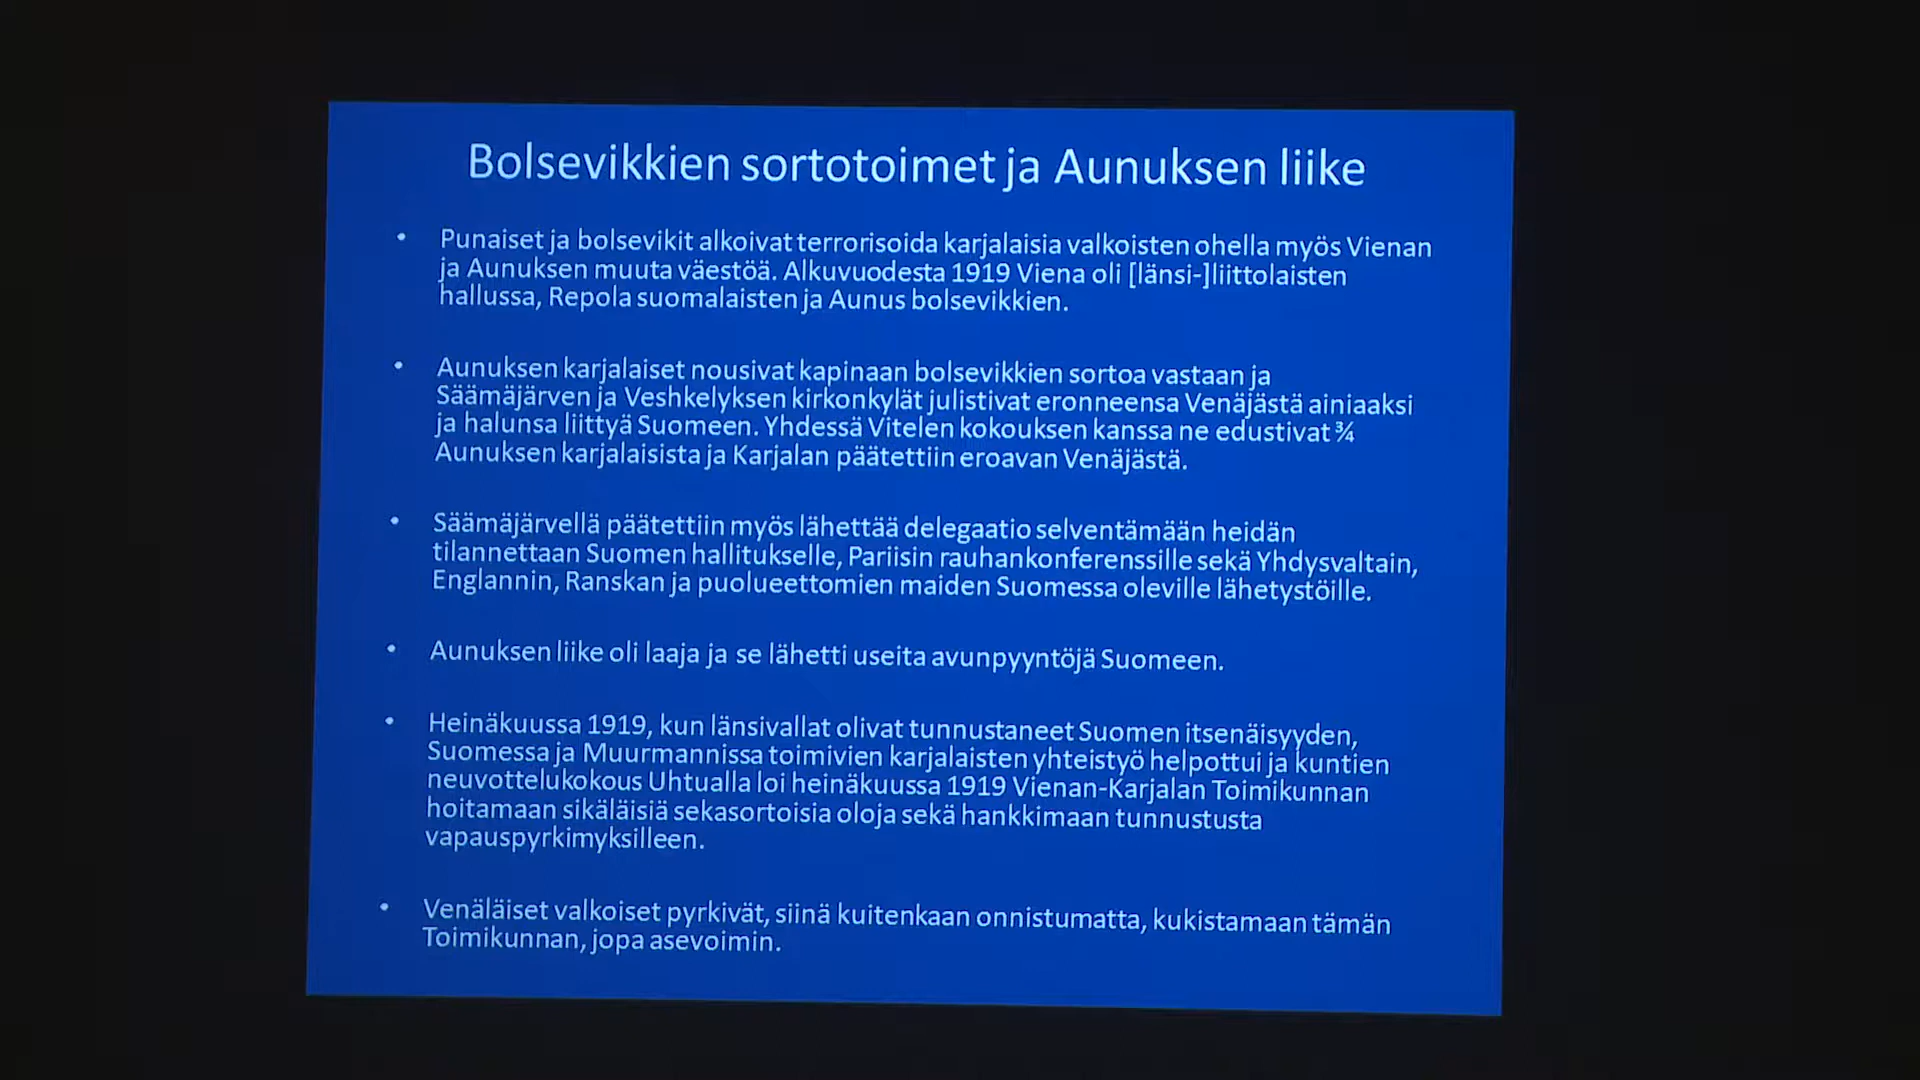 Bolsevikkien sortotoimet ja Aunuksen liike
• Punaiset ja bolsevikit alkoivat terrorisoida karjalaisia valkoisten ohella myös Vienan
ja Aunuksen muuta väestöä. Alkuvuodesta 1919 Viena oli [länsi-]liittolaisten
hallussa, Repola suomalaisten ja Aunus bolsevikkien.
• Aunuksen karjalaiset nousivat kapinaan bolsevikkien sortoa vastaan ja
Säämäjärven ja Veshkelyksen kirkonkylät julistivat eronneensa Venäjästä ainiaaksi
ja halunsa liittyä Suomeen. Yhdessä Vitelen kokouksen kanssa ne edustivat ¾
Aunuksen karjalaisista ja Karjalan päätettiin eroavan Venäjästä.
• Säämäjärvellä päätettiin myös lähettää delegaatio selventämään heidän
tilannettaan Suomen hallitukselle, Pariisin rauhankonferenssille sekä Yhdysvaltain,
Englannin, Ranskan ja puolueettomien maiden Suomessa oleville lähetystöille.
• Aunuksen liike oli laaja ja se lähetti useita avunpyyntöjä Suomeen.
• Heinäkuussa 1919, kun länsivallat olivat tunnustaneet Suomen itsenäisyyden,
Suomessa ja Muurmannissa toimivien karjalaisten yhteistyö helpottui ja kuntien
neuvottelukokous Uhtualla loi heinäkuussa 1919 Vienan-Karjalan Toimikunnan
hoitamaan sikäläisiä sekasortoisia oloja sekä hankkimaan tunnustusta
vapauspyrkimyksilleen.
• Venäläiset valkoiset pyrkivät, siinä kuitenkaan onnistumatta, kukistamaan tämän
Toimikunnan, jopa asevoimin.